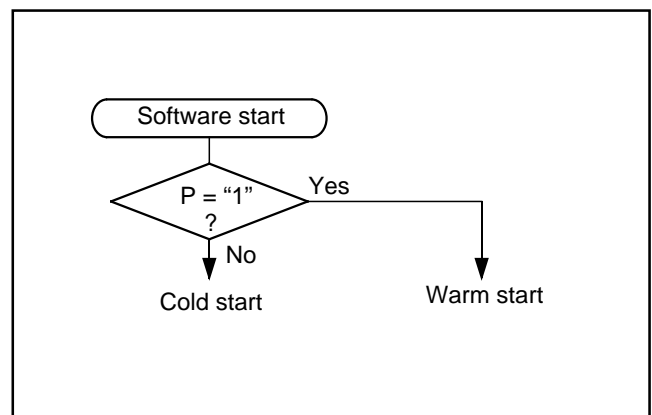 Software start
P = “1”
?
Yes
No
Cold start
Warm start